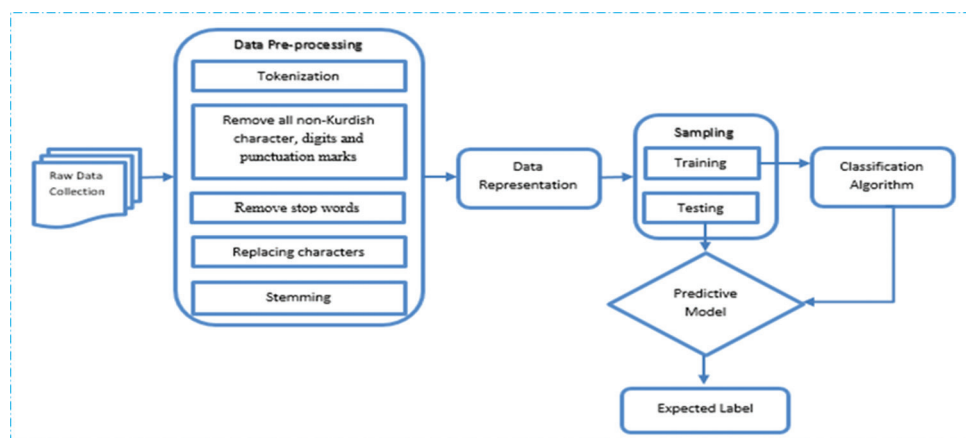 Raw Data
Collection
Data Pre-processing
Tokenization
Remove all non-Kurdish
character, digits and
punctuation marks
Remove stop words
Replacing characters
Stemming
Data
Representation
Sampling
Training
Testing
Classification
Algorithm
Predictive
Model
Expected Label